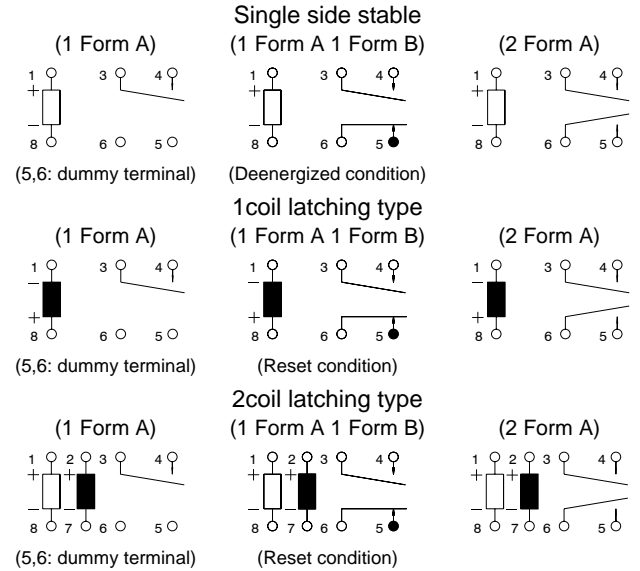 Single side stable
(1 Form A) (1 Form A 1 Form B) (2 Form A)
1 3 4 1 3 4 1 3 4
+ + +
– – –
8 6 5 8 6 5 8 6 5
(5,6: dummy terminal) (Deenergized condition)
1coil latching type
(1 Form A) (1 Form A 1 Form B) (2 Form A)
1 3 4 1 3 4 1 3 4
– – –
+ + +
8 6 5 8 6 5 8 6 5
(5,6: dummy terminal) (Reset condition)
2coil latching type
(1 Form A) (1 Form A 1 Form B) (2 Form A)
1 2 3 4 1 2 3 4 1 2 3 4
+ + + + + +
– – – – – –
8 7 6 5 8 7 6 5 8 7 6 5
(5,6: dummy terminal) (Reset condition)